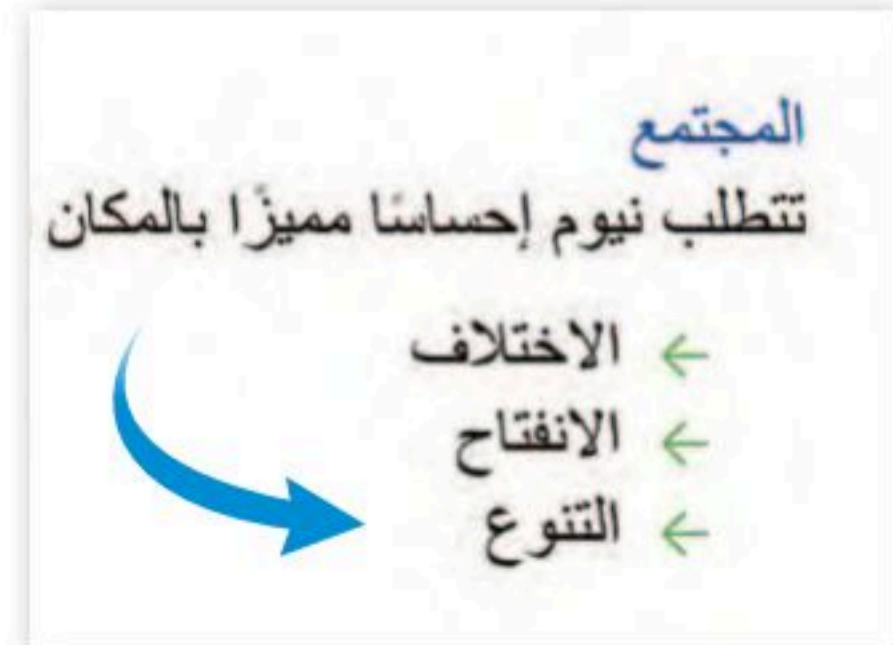 المجتمع
تتطلب نيوم إحساسًا مميزًا بالمكان
← الاختلاف
← الانفتاح
← التنوع